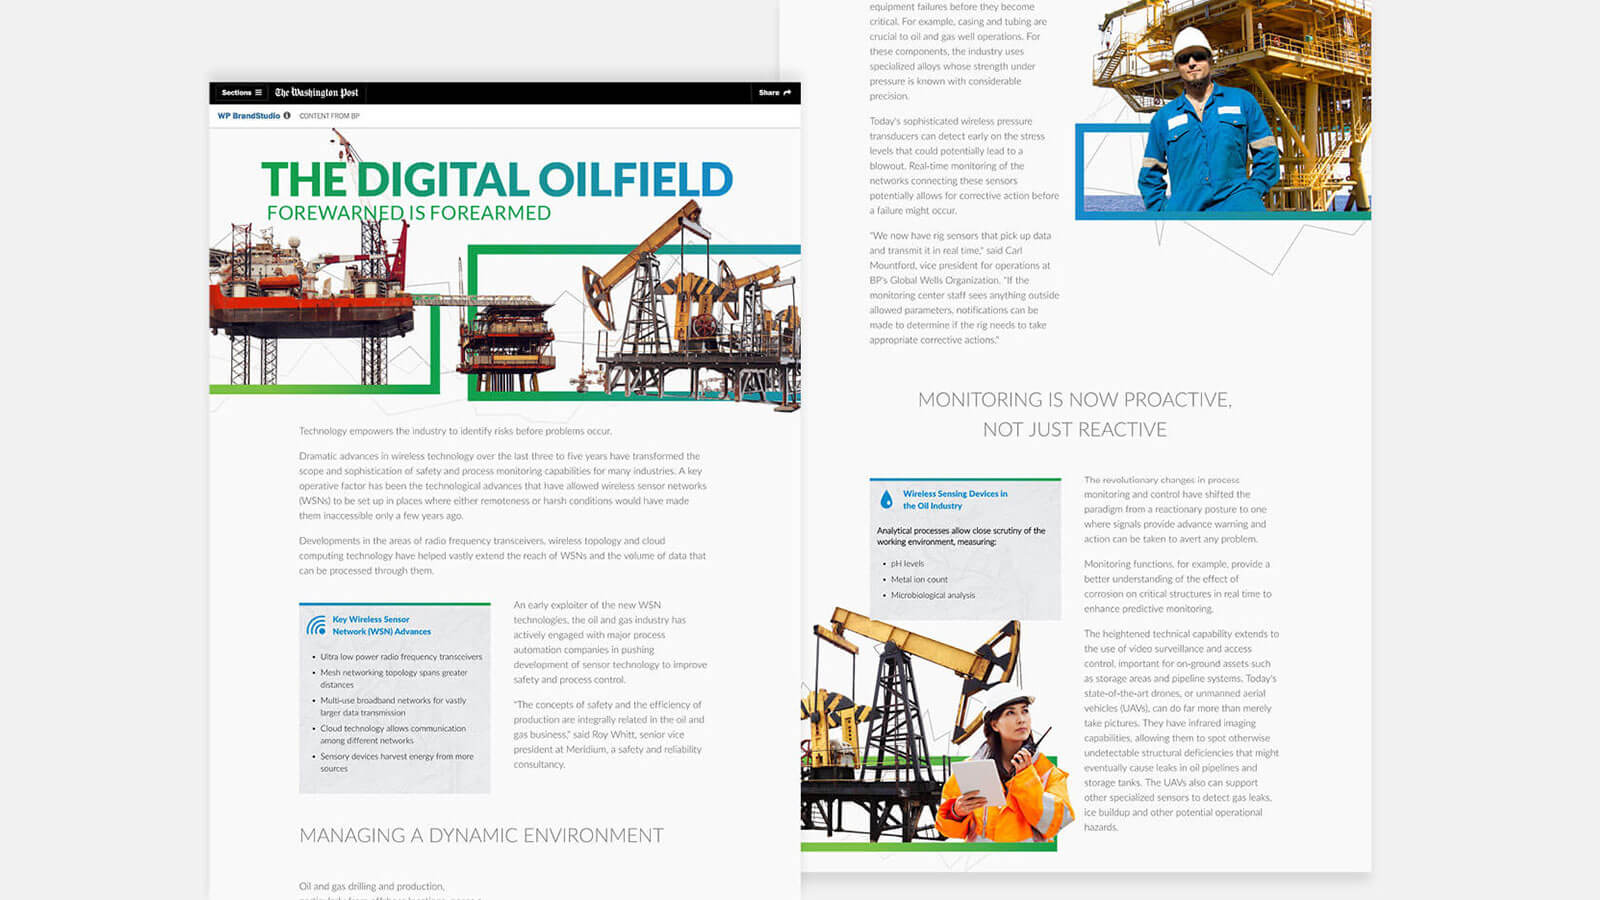 Sections
The Washington Post
Share
WP BrandStudio
CONTENT FROM BP
THE DIGITAL OILFIELD
FOREWARNED IS FOREARMED
Technology empowers the industry to identify risks before problems occur.
Dramatic advances in wireless technology over the last three to five years have transformed the
scope and sophistication of safety and process monitoring capabilities for many industries. A key
operative factor has been the technological advances that have allowed wireless sensor networks
(WSNs) to be set up in places where either remoteness or harsh conditions would have made
them inaccessible only a few years ago.
Developments in the areas of radio frequency transceivers, wireless topology and cloud
computing technology have helped vastly extend the reach of WSNs and the volume of data that
can be processed through them.
Key Wireless Sensor
Network (WSN) Advances
• Ultra low power radio frequency transceivers
• Mesh networking topology spans greater
distances
• Multi-use broadband networks for vastly
larger data transmission
• Cloud technology allows communication
among different networks
• Sensory devices harvest energy from more
sources
An early exploiter of the new WSN
technologies, the oil and gas industry has
actively engaged with major process
automation companies in pushing
development of sensor technology to improve
safety and process control.
"The concepts of safety and the efficiency of
production are integrally related in the oil and
gas business," said Roy Whitt, senior vice
president at Meridium, a safety and reliability
consultancy.
MANAGING A DYNAMIC ENVIRONMENT
Oil and gas drilling and production,
equipment failures before they become
critical. For example, casing and tubing are
crucial to oil and gas well operations. For
these components, the industry uses
specialized alloys whose strength under
pressure is known with considerable
precision.
Today's sophisticated wireless pressure
transducers can detect early on the stress
levels that could potentially lead to a
blowout. Real-time monitoring of the
networks connecting these sensors
potentially allows for corrective action before
a failure might occur.
"We now have rig sensors that pick up data
and transmit it in real time," said Carl
Mountford, vice president for operations at
BP's Global Wells Organization. "If the
monitoring center staff sees anything outside
allowed parameters, notifications can be
made to determine if the rig needs to take
appropriate corrective actions."
MONITORING IS NOW PROACTIVE,
NOT JUST REACTIVE
Wireless Sensing Devices in
the Oil Industry
Analytical processes allow close scrutiny of the
working environment, measuring:
• pH levels
• Metal ion count
• Microbiological analysis
The revolutionary changes in process
monitoring and control have shifted the
paradigm from a reactionary posture to one
where signals provide advance warning and
action can be taken to avert any problem.
Monitoring functions, for example, provide a
better understanding of the effect of
corrosion on critical structures in real time to
enhance predictive monitoring.
The heightened technical capability extends to
the use of video surveillance and access
control, important for on-ground assets such
as storage areas and pipeline systems. Today's
state-of-the-art drones, or unmanned aerial
vehicles (UAVs), can do far more than merely
take pictures. They have infrared imaging
capabilities, allowing them to spot otherwise
undetectable structural deficiencies that might
eventually cause leaks in oil pipelines and
storage tanks. The UAVs also can support
other specialized sensors to detect gas leaks,
ice buildup and other potential operational
hazards.